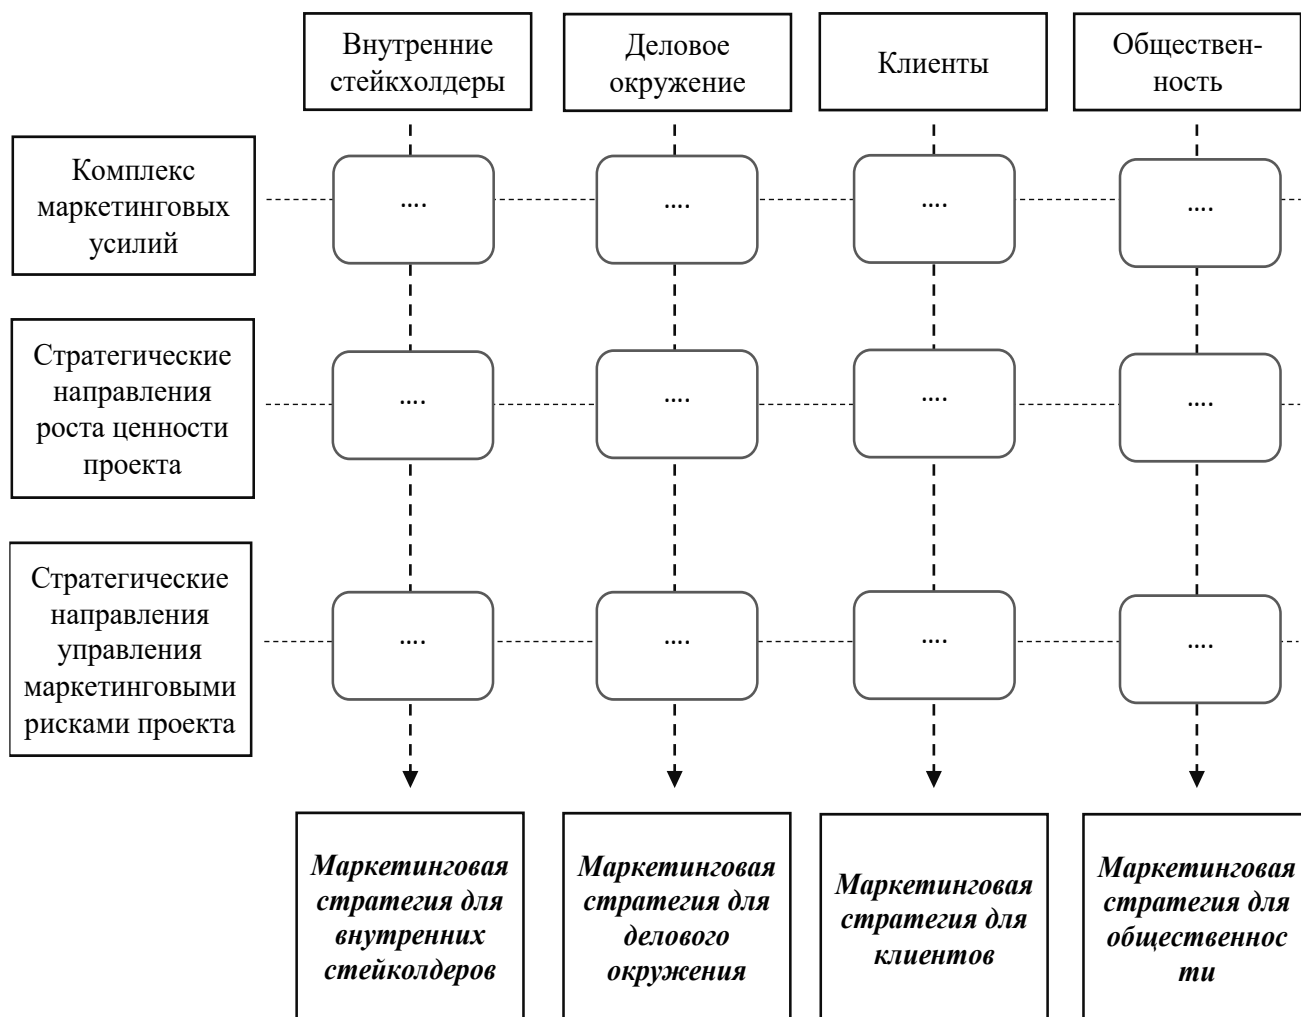 Внутренние
стейкхолдеры
Деловое
окружение
Клиенты
Обществен-
ность
Комплекс
маркетинговых
усилий
....
....
....
....
Стратегические
направления
роста ценности
проекта
....
....
....
....
Стратегические
направления
управления
маркетинговыми
рисками проекта
....
....
....
....
Маркетинговая
стратегия для
внутренних
стейколдеров
Маркетинговая
стратегия для
делового
окружения
Маркетинговая
стратегия для
клиентов
Маркетинговая
стратегия для
общественнос
ти